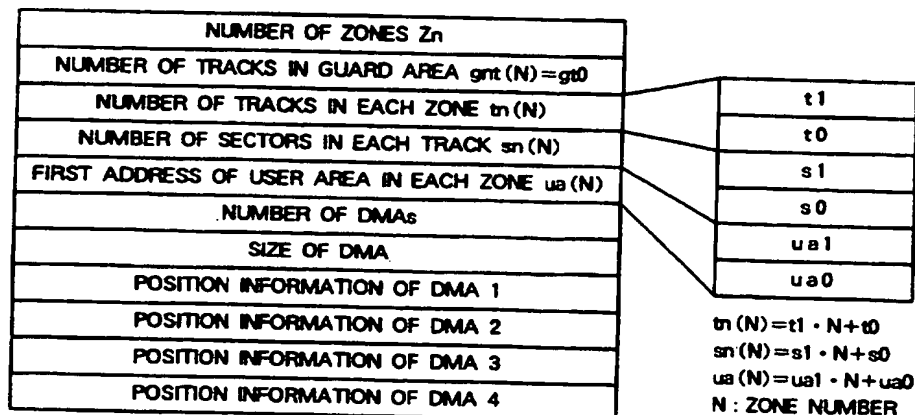 NUMBER OF ZONES Zn
NUMBER OF TRACKS IN GUARD AREA gnt(N)=gt0
NUMBER OF TRACKS IN EACH ZONE tn(N)
NUMBER OF SECTORS IN EACH TRACK sn(N)
FIRST ADDRESS OF USER AREA IN EACH ZONE ua(N)
NUMBER OF DMAs
SIZE OF DMA
POSITION INFORMATION OF DMA 1
POSITION INFORMATION OF DMA 2
POSITION INFORMATION OF DMA 3
POSITION INFORMATION OF DMA 4
t1
t0
s1
s0
ua1
ua0
tn(N)=t1・N+t0
sn(N)=s1・N+s0
ua(N)=ua1・N+ua0
N : ZONE NUMBER